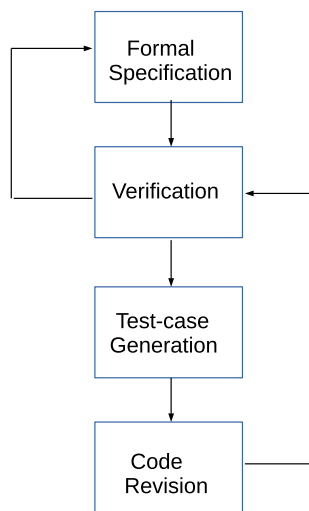 Formal
Specification
Verification
Test-case
Generation
Code
Revision